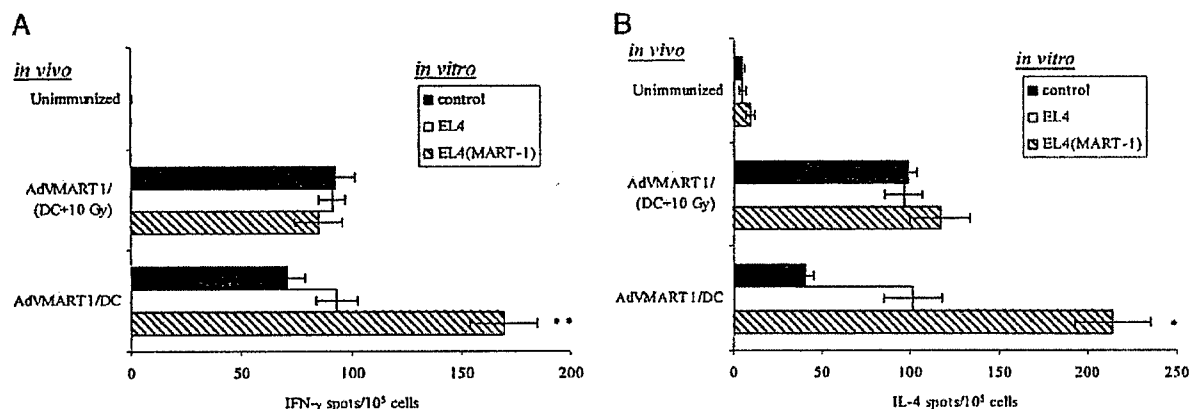 A
in vivo
in vitro
control
EL4
EL4(MART-1)
Unimmunized
AdVMART1/
(DC+10 Gy)
AdVMART1/DC
* *
0
50
100
150
200
IFN-γ spots/10⁵ cells
B
in vivo
in vitro
control
EL4
EL4(MART-1)
Unimmunized
AdVMART1/
(DC+10 Gy)
AdVMART1/DC
*
0
50
100
150
200
250
IL-4 spots/10⁵ cells